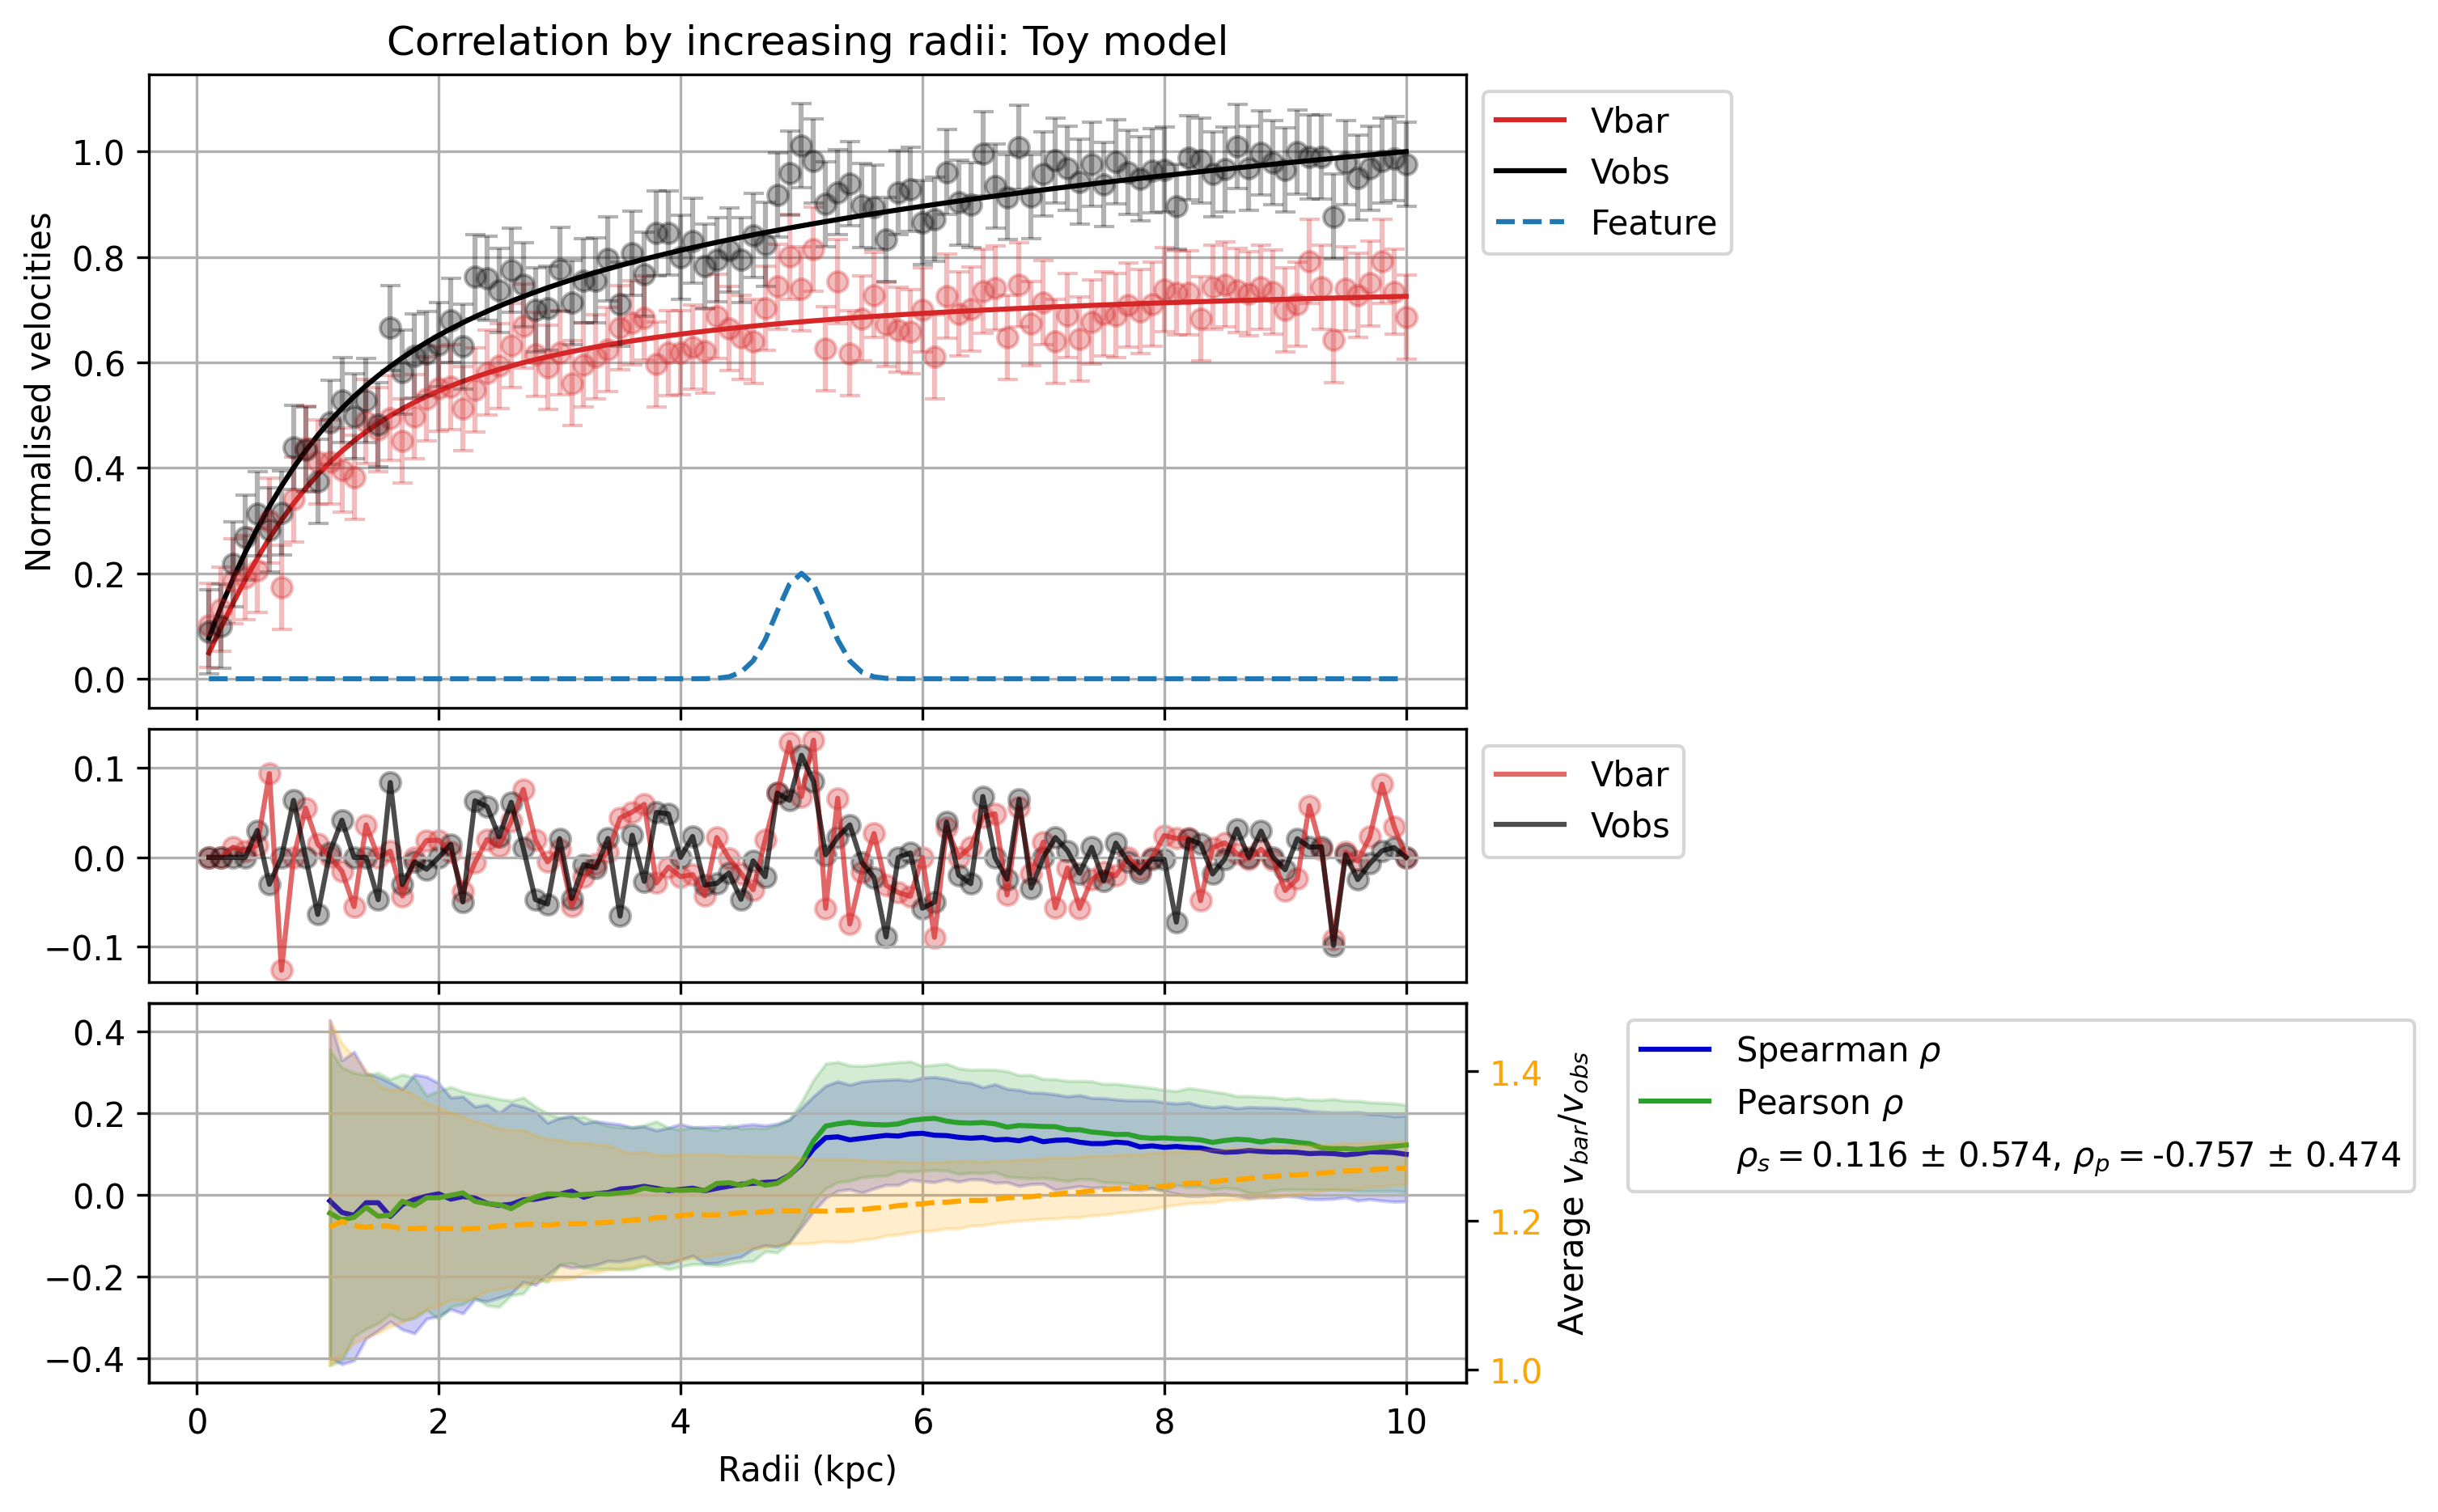 Correlation by increasing radii: Toy model
Normalised velocities
1.0
0.8
0.6
0.4
0.2
0.0
Vbar
Vobs
Feature
0.1
0.0
−0.1
Vbar
Vobs
0.4
0.2
0.0
−0.2
−0.4
1.4
1.2
1.0
Average v_bar/v_obs
Spearman ρ
Pearson ρ
ρ_s = 0.116 ± 0.574, ρ_p = -0.757 ± 0.474
0 2 4 6 8 10
Radii (kpc)